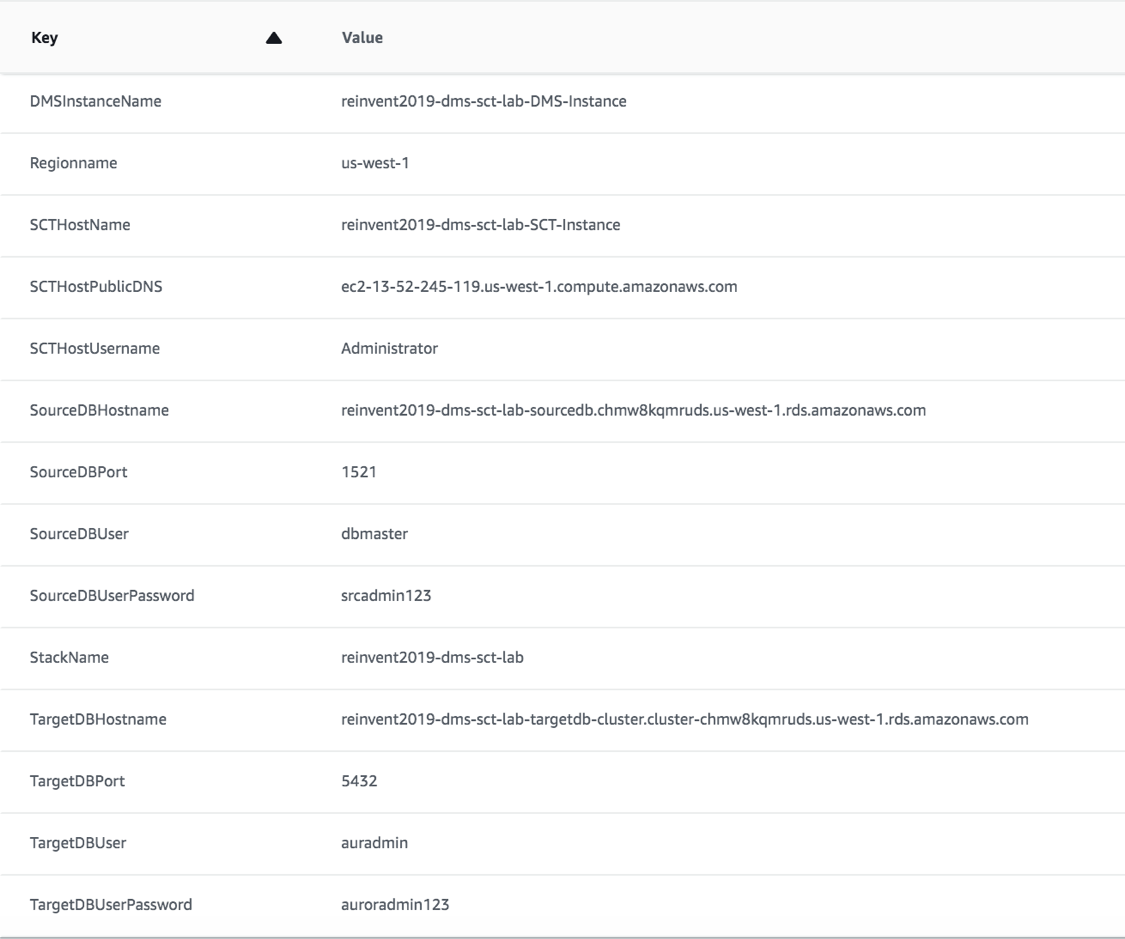 Key Value
DMSInstanceName reinvent2019-dms-sct-lab-DMS-Instance
Regionname us-west-1
SCTHostName reinvent2019-dms-sct-lab-SCT-Instance
SCTHostPublicDNS ec2-13-52-245-119.us-west-1.compute.amazonaws.com
SCTHostUsername Administrator
SourceDBHostname reinvent2019-dms-sct-lab-sourcedb.chmw8kqmruds.us-west-1.rds.amazonaws.com
SourceDBPort 1521
SourceDBUser dbmaster
SourceDBUserPassword srcadmin123
StackName reinvent2019-dms-sct-lab
TargetDBHostname reinvent2019-dms-sct-lab-targetdb-cluster.cluster-chmw8kqmruds.us-west-1.rds.amazonaws.com
TargetDBPort 5432
TargetDBUser auradmin
TargetDBUserPassword auroradmin123